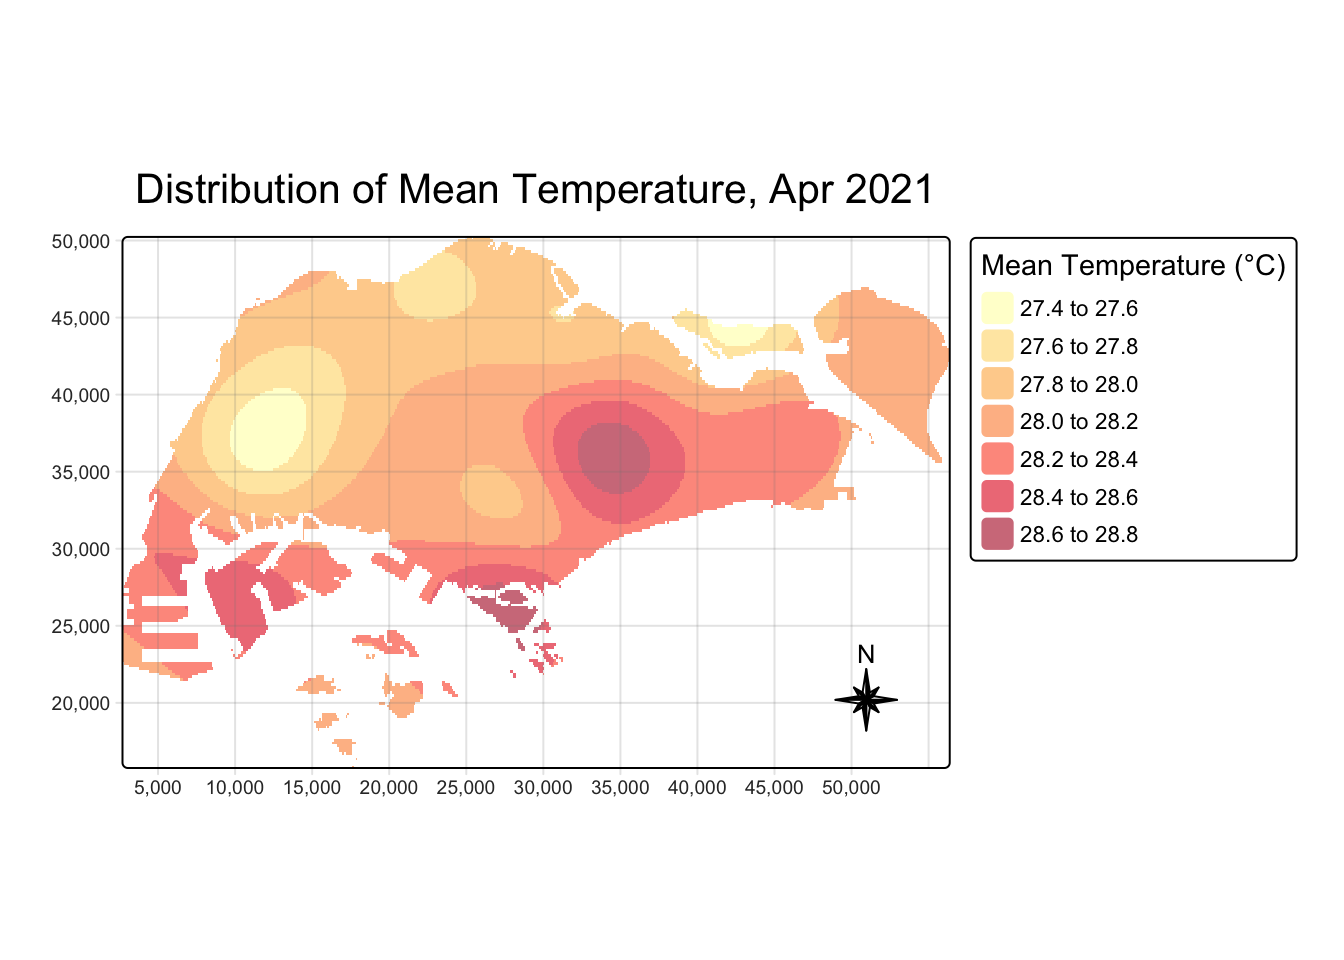 Distribution of Mean Temperature, Apr 2021
50,000
45,000
40,000
35,000
30,000
25,000
20,000
5,000 10,000 15,000 20,000 25,000 30,000 35,000 40,000 45,000 50,000
N
Mean Temperature (°C)
27.4 to 27.6
27.6 to 27.8
27.8 to 28.0
28.0 to 28.2
28.2 to 28.4
28.4 to 28.6
28.6 to 28.8